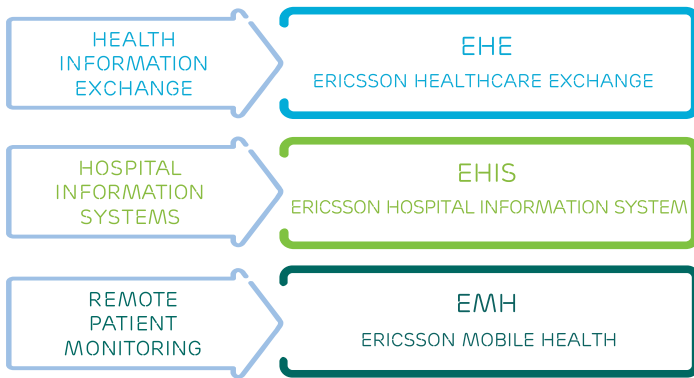 HEALTH
INFORMATION
EXCHANGE
EHE
ERICSSON HEALTHCARE EXCHANGE
HOSPITAL
INFORMATION
SYSTEMS
EHIS
ERICSSON HOSPITAL INFORMATION SYSTEM
REMOTE
PATIENT
MONITORING
EMH
ERICSSON MOBILE HEALTH